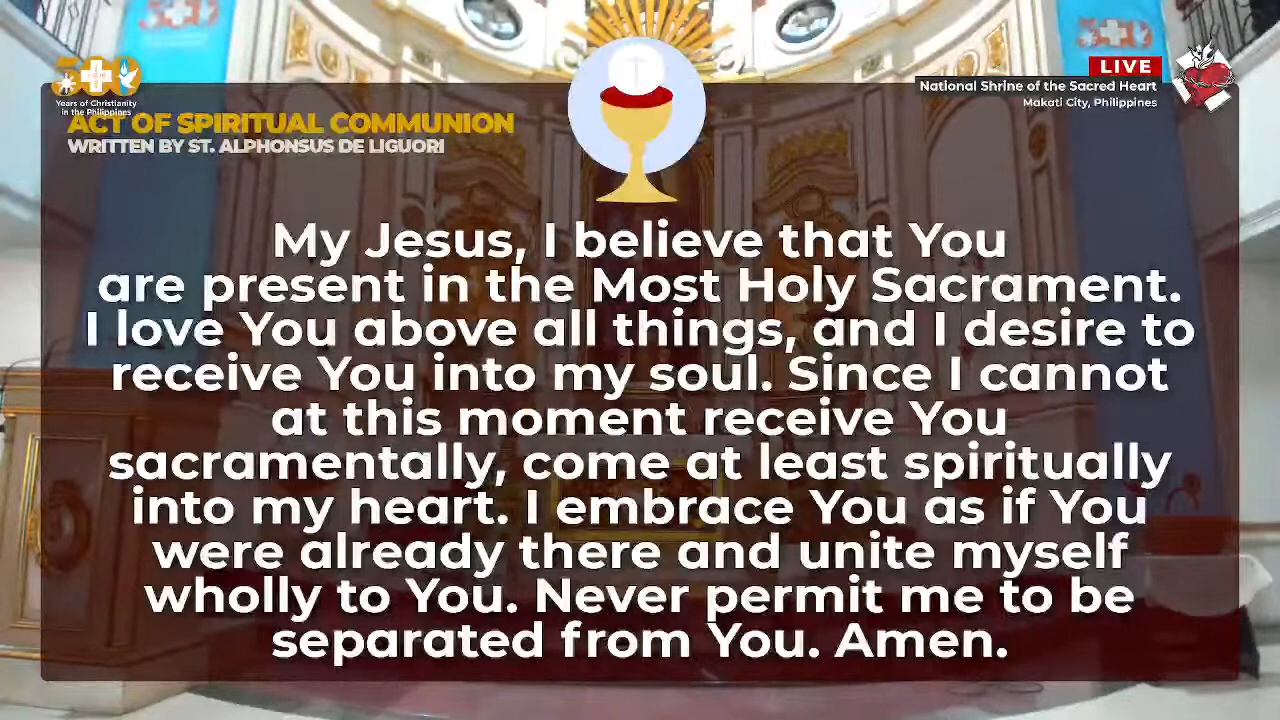 500
Years of Christianity
in the Philippines
LIVE
National Shrine of the Sacred Heart
Makati City, Philippines
ACT OF SPIRITUAL COMMUNION
WRITTEN BY ST. ALPHONSUS DE LIGUORI
My Jesus, I believe that You
are present in the Most Holy Sacrament.
I love You above all things, and I desire to
receive You into my soul. Since I cannot
at this moment receive You
sacramentally, come at least spiritually
into my heart. I embrace You as if You
were already there and unite myself
wholly to You. Never permit me to be
separated from You. Amen.